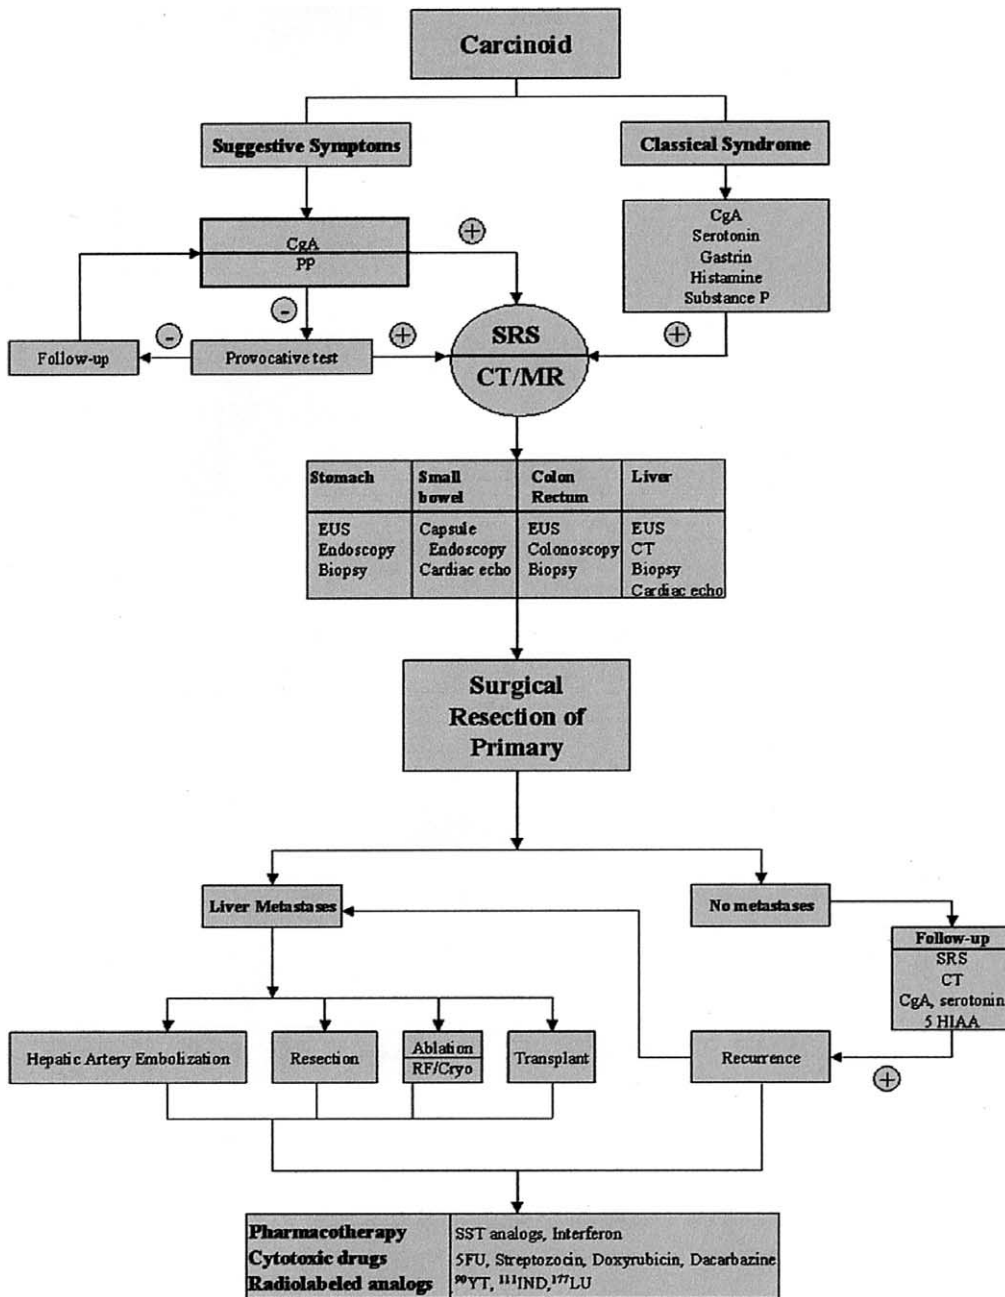 Carcinoid
Suggestive Symptoms
Classical Syndrome
CgA
PP
+
CgA
Serotonin
Gastrin
Histamine
Substance P
-
+
Follow-up
-
Provocative test
+
SRS
CT/MR
Stomach
Small
bowel
Colon
Rectum
Liver
EUS
Endoscopy
Biopsy
Capsule
Endoscopy
Cardiac echo
EUS
Colonoscopy
Biopsy
EUS
CT
Biopsy
Cardiac echo
Surgical
Resection of
Primary
Liver Metastases
No metastases
Follow-up
SRS
CT
CgA, serotonin
5 HIAA
Hepatic Artery Embolization
Resection
Ablation
RF/Cryo
Transplant
Recurrence
+
Pharmacotherapy SST analogs, Interferon
Cytotoxic drugs 5FU, Streptozocin, Doxyrubicin, Dacarbazine
Radiolabeled analogs ⁹⁰YT, ¹¹¹IND, ¹⁷⁷LU